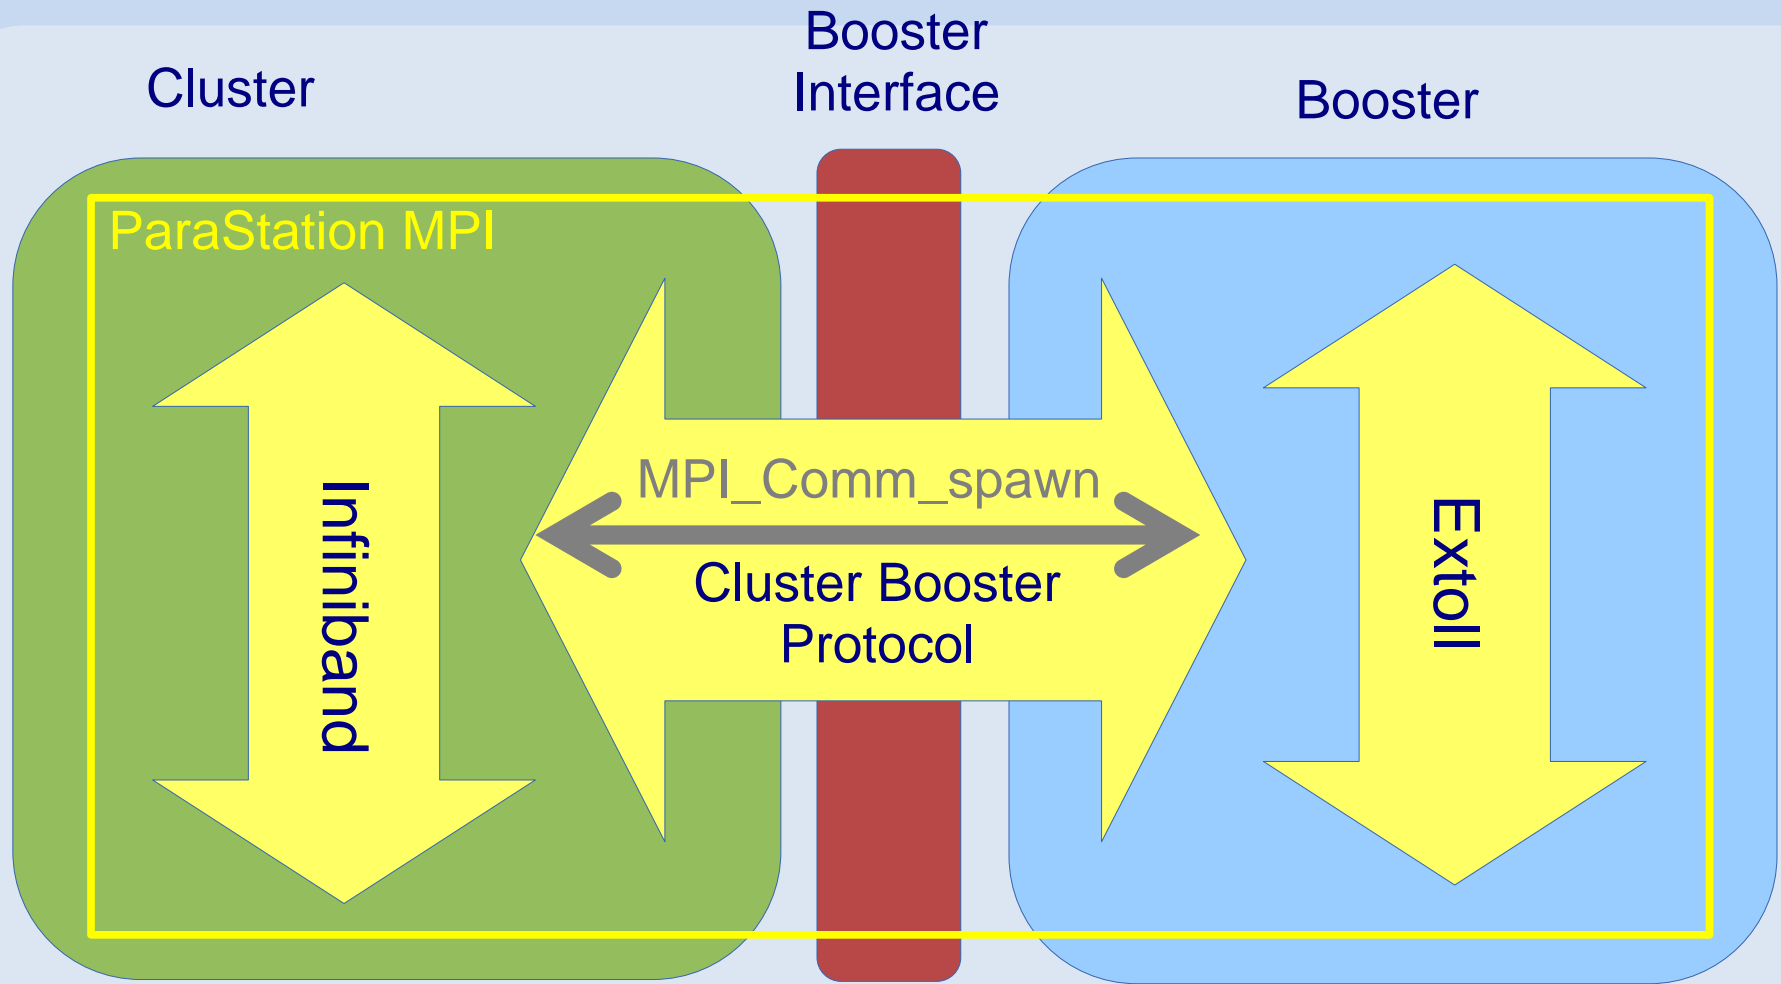 Cluster
Booster
Interface
Booster
ParaStation MPI
Infiniband
MPI_Comm_spawn
Cluster Booster
Protocol
Extoll